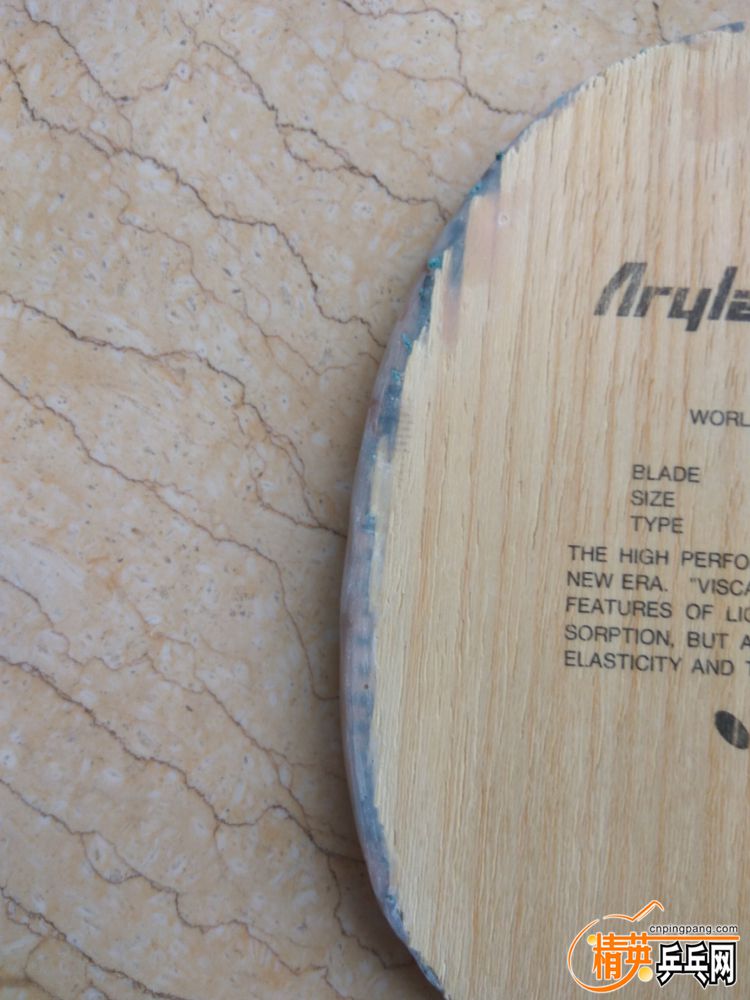 Aryla
WORL
BLADE
SIZE
TYPE
THE HIGH PERFO
NEW ERA. "VISCA
FEATURES OF LIG
SORPTION, BUT A
ELASTICITY AND T
cnpingpang.com
精英乒乓网